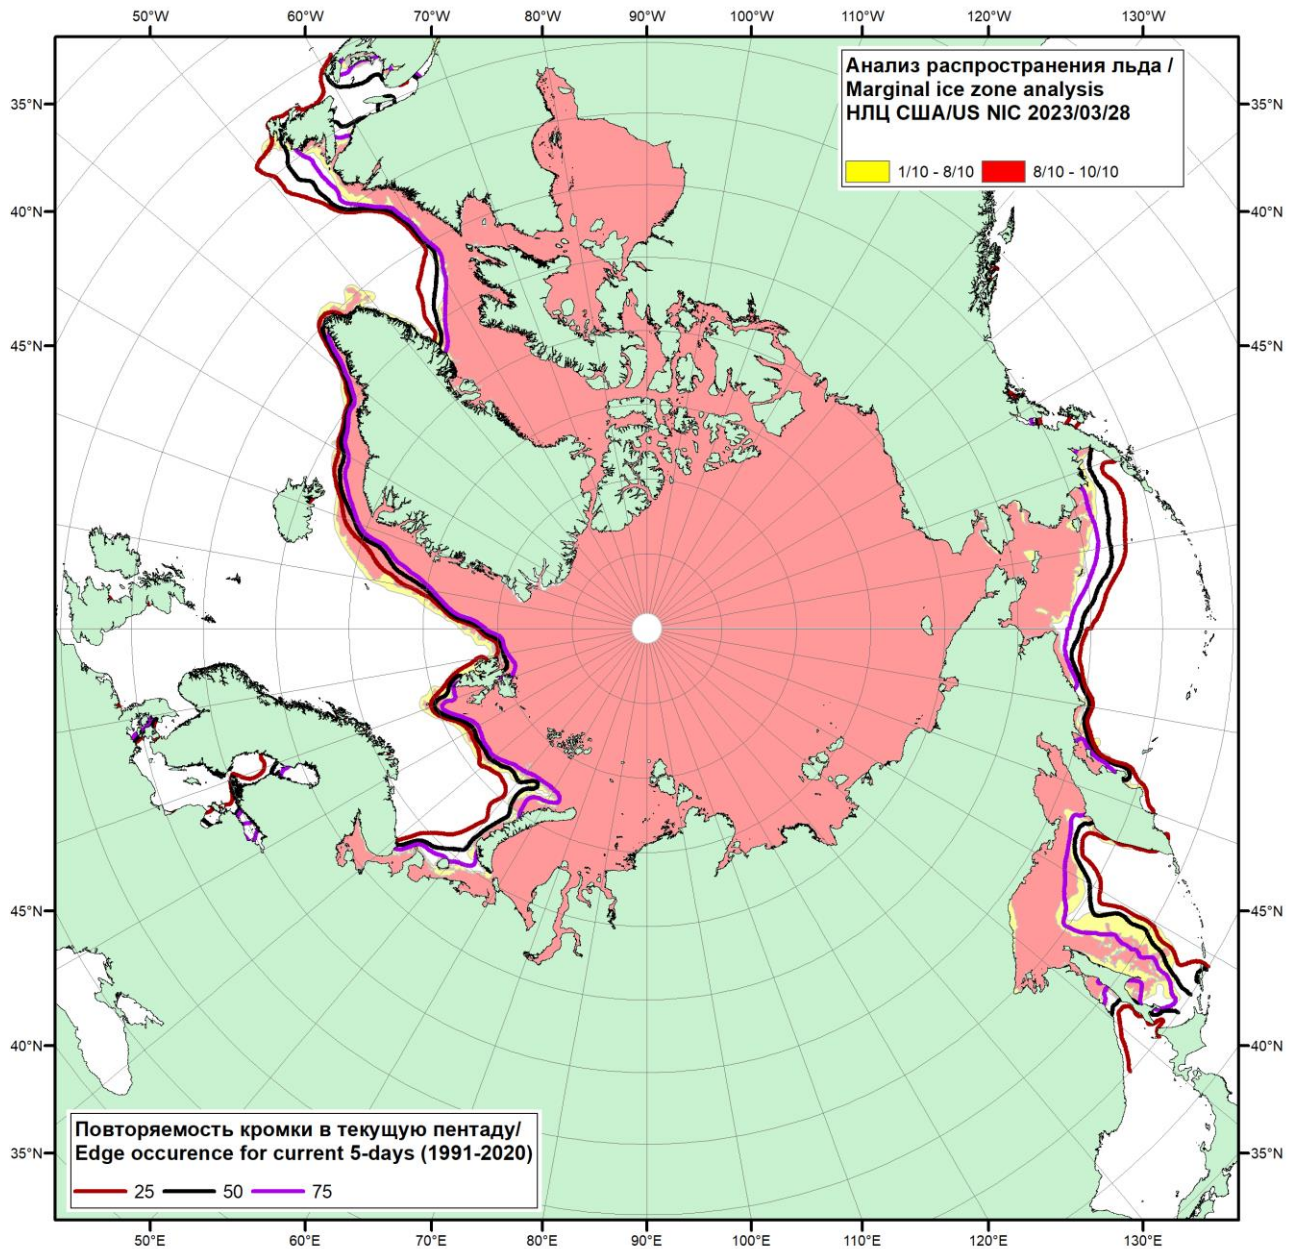 50°W 60°W 70°W 80°W 90°W 100°W 110°W 120°W 130°W
Анализ распространения льда /
Marginal ice zone analysis
НЛЦ США/US NIC 2023/03/28
1/10 - 8/10 8/10 - 10/10
35°N 35°N
40°N 40°N
45°N 45°N
45°N 45°N
40°N 40°N
35°N 35°N
Повторяемость кромки в текущую пентаду/
Edge occurence for current 5-days (1991-2020)
25 50 75
50°E 60°E 70°E 80°E 90°E 100°E 110°E 120°E 130°E